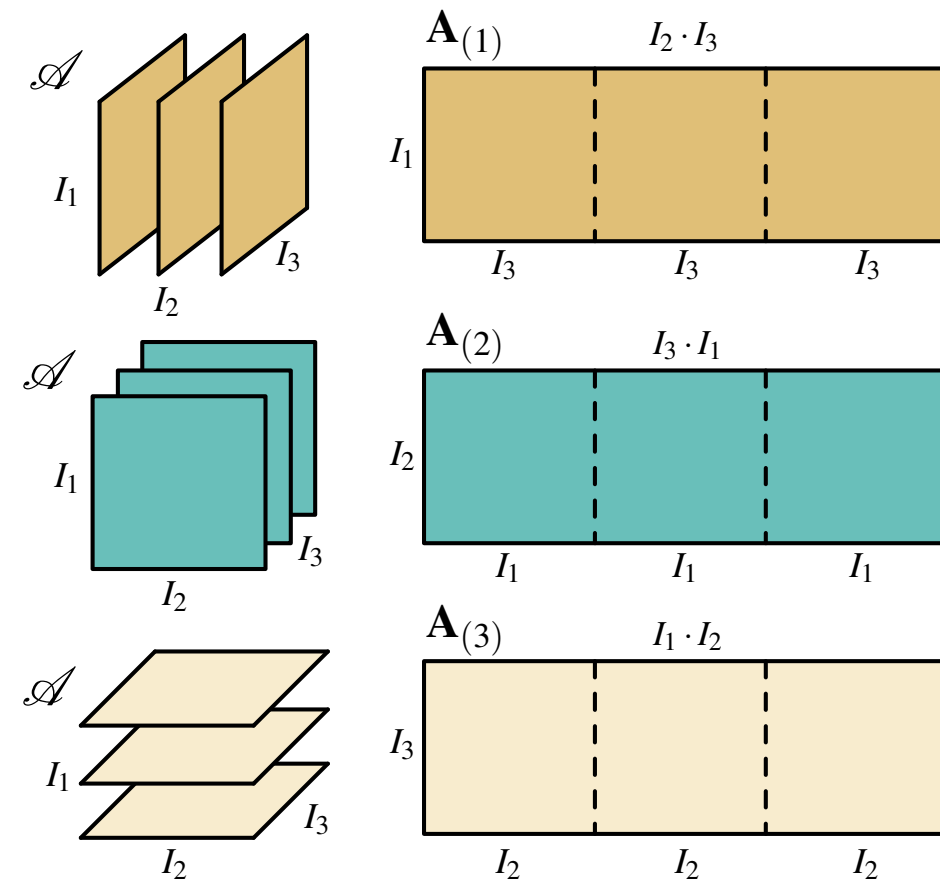 𝒜
I₁
I₂
I₃
A₍₁₎
I₂ · I₃
I₁
I₃ I₃ I₃
𝒜
I₁
I₂
I₃
A₍₂₎
I₃ · I₁
I₂
I₁ I₁ I₁
𝒜
I₁
I₂
I₃
A₍₃₎
I₁ · I₂
I₃
I₂ I₂ I₂